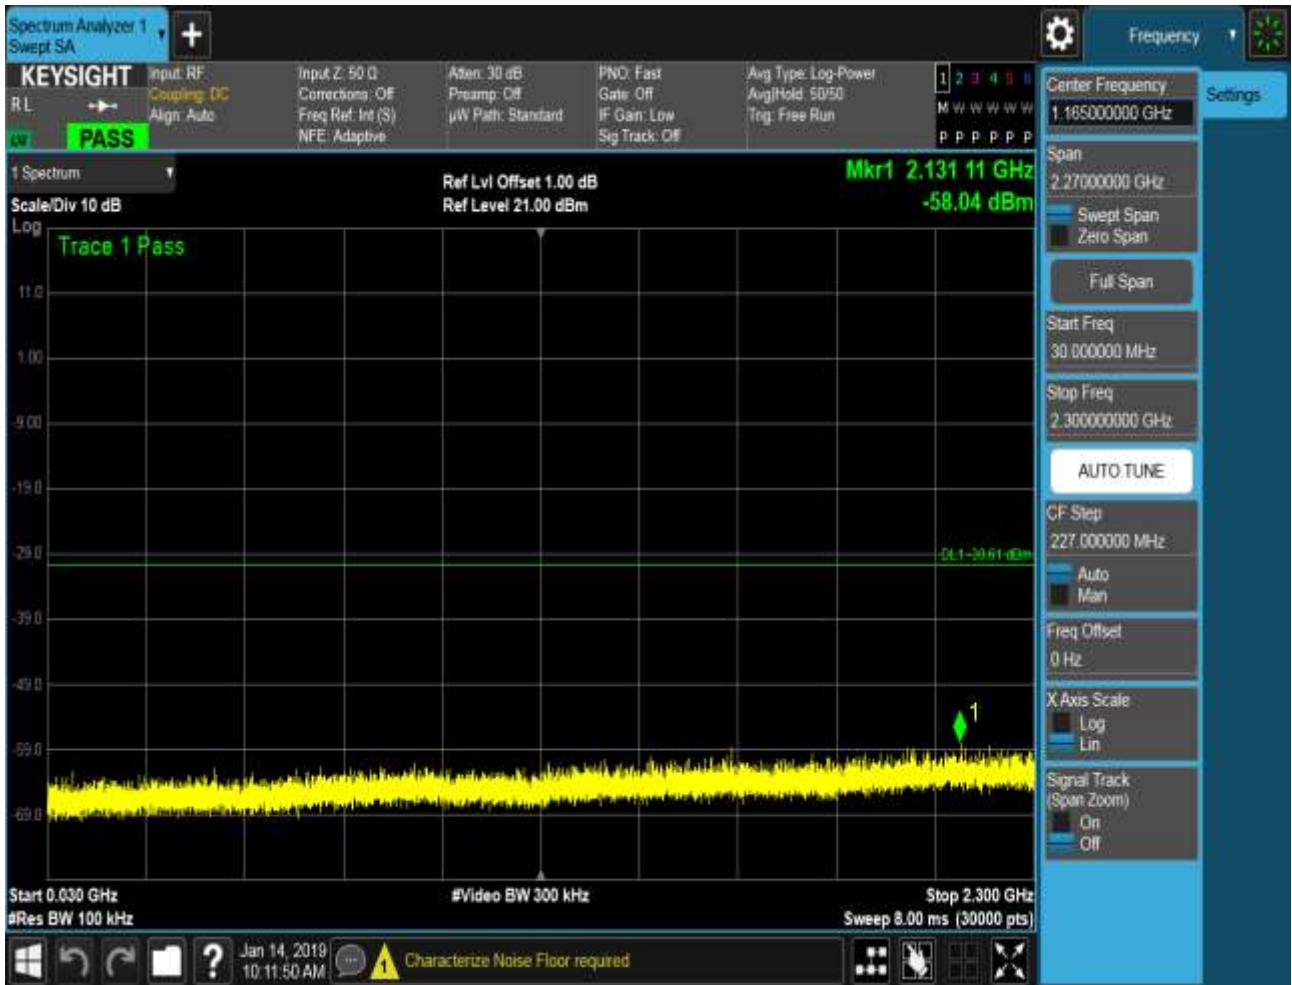 Spectrum Analyzer 1
Swept SA
Frequency
KEYSIGHT
RL
LW
PASS
Input: RF
Coupling: DC
Align: Auto
Input Z: 50 Ω
Corrections: Off
Freq Ref: Int (S)
NFE: Adaptive
Atten: 30 dB
Preamp: Off
µW Path: Standard
PNO: Fast
Gate: Off
IF Gain: Low
Sig Track: Off
Avg Type: Log-Power
Avg|Hold: 50/50
Trig: Free Run
1 2 3 4 5 6
M W W W W W
P P P P P P
1 Spectrum
Scale/Div 10 dB
Ref Lvl Offset 1.00 dB
Ref Level 21.00 dBm
Mkr1 2.131 11 GHz
-58.04 dBm
Log
Trace 1 Pass
11.0
1.00
-9.00
-19.0
-29.0
DL1 -30.61 dBm
-39.0
-49.0
1
-59.0
-69.0
Start 0.030 GHz
#Video BW 300 kHz
Stop 2.300 GHz
#Res BW 100 kHz
Sweep 8.00 ms (30000 pts)
?
Jan 14, 2019
10:11:50 AM
1
Characterize Noise Floor required
Center Frequency
1.165000000 GHz
Settings
Span
2.27000000 GHz
Swept Span
Zero Span
Full Span
Start Freq
30.000000 MHz
Stop Freq
2.300000000 GHz
AUTO TUNE
CF Step
227.000000 MHz
Auto
Man
Freq Offset
0 Hz
X Axis Scale
Log
Lin
Signal Track
(Span Zoom)
On
Off